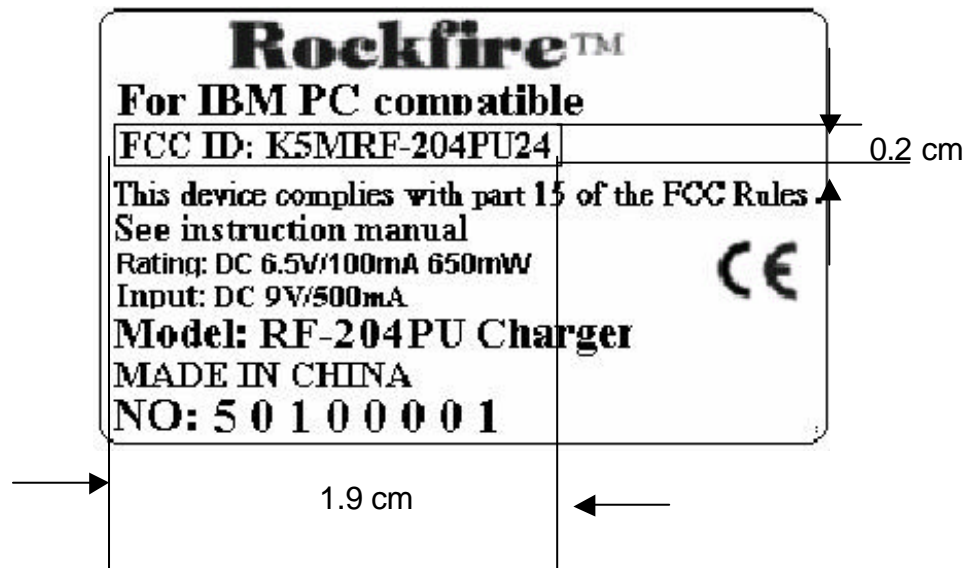 Rockfire™
For IBM PC compatible
FCC ID: K5MRF-204PU24
0.2 cm
This device complies with part 15 of the FCC Rules.
See instruction manual
Rating: DC 6.5V/100mA 650mW
CE
Input: DC 9V/500mA
Model: RF-204PU Charger
MADE IN CHINA
NO: 5 0 1 0 0 0 0 1
1.9 cm